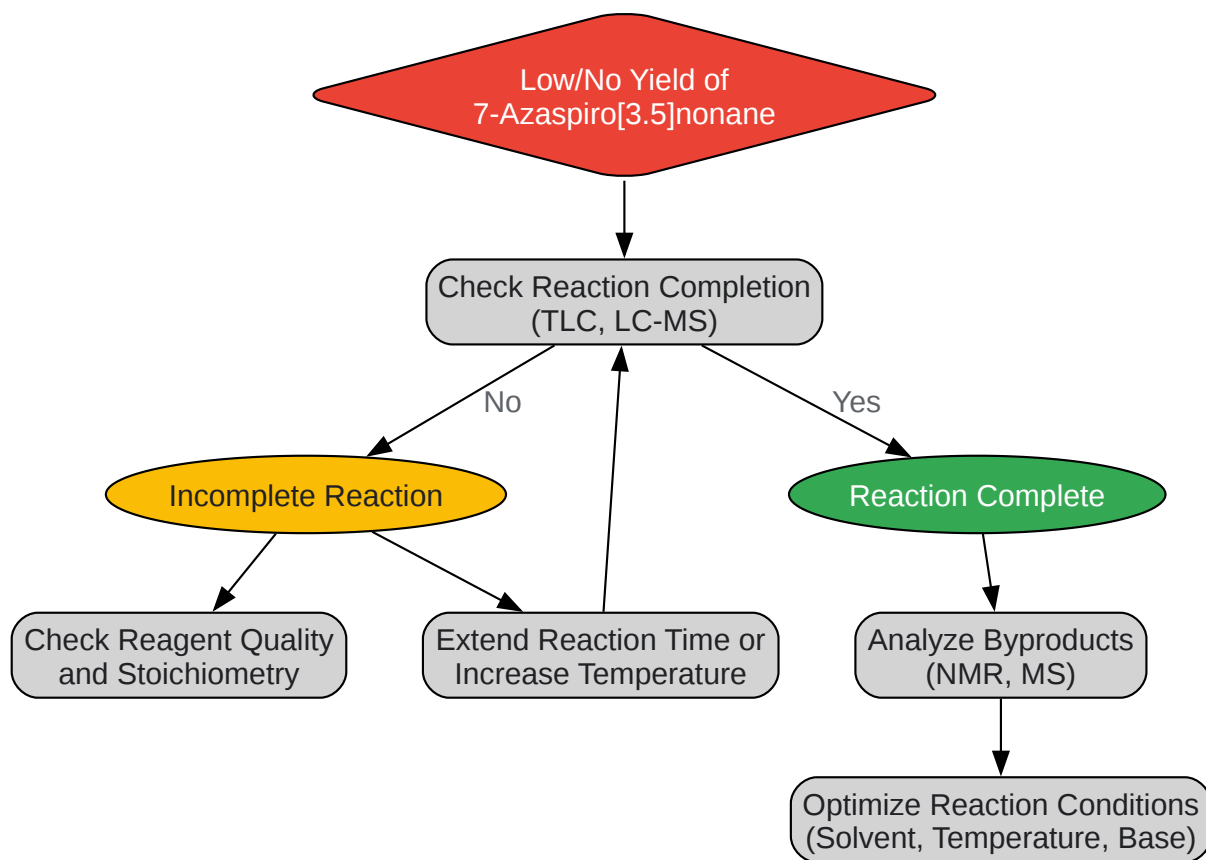 Low/No Yield of
7-Azaspiro[3.5]nonane
Check Reaction Completion
(TLC, LC-MS)
No
Yes
Incomplete Reaction
Reaction Complete
Check Reagent Quality
and Stoichiometry
Extend Reaction Time or
Increase Temperature
Analyze Byproducts
(NMR, MS)
Optimize Reaction Conditions
(Solvent, Temperature, Base)